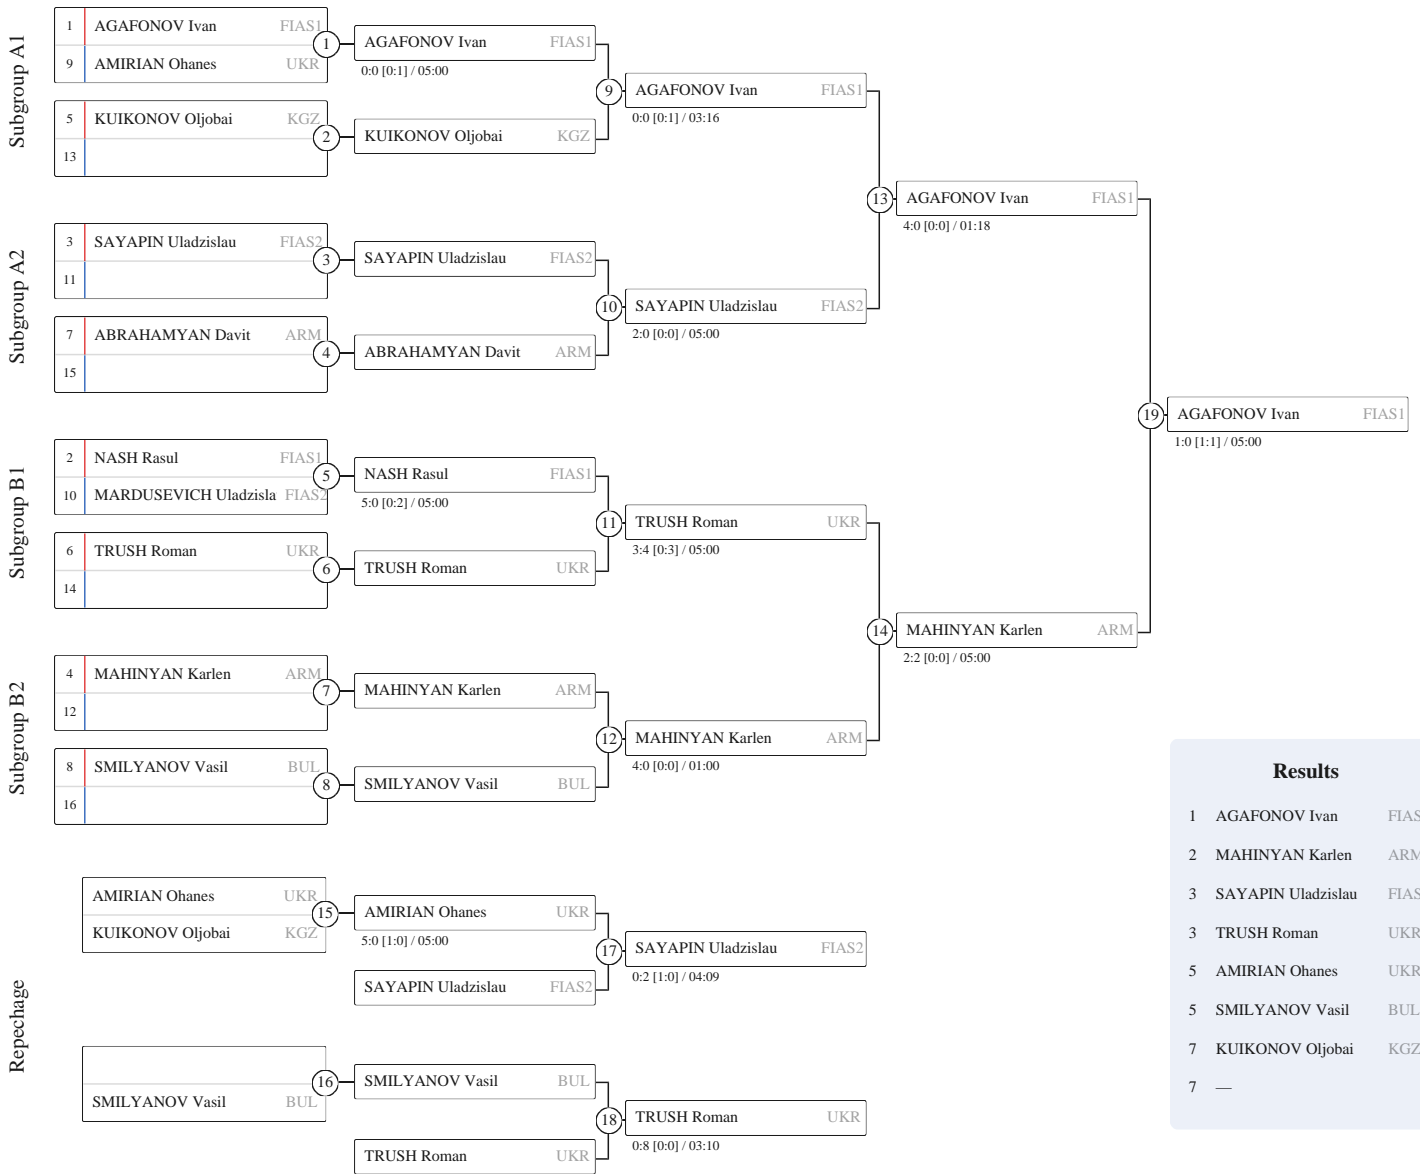 Subgroup A1
1 AGAFONOV Ivan FIAS1
9 AMIRIAN Ohanes UKR
1
AGAFONOV Ivan FIAS1
0:0 [0:1] / 05:00
5 KUIKONOV Oljobai KGZ
13
2
KUIKONOV Oljobai KGZ
9
AGAFONOV Ivan FIAS1
0:0 [0:1] / 03:16
Subgroup A2
3 SAYAPIN Uladzislau FIAS2
11
3
SAYAPIN Uladzislau FIAS2
7 ABRAHAMYAN Davit ARM
15
4
ABRAHAMYAN Davit ARM
10
SAYAPIN Uladzislau FIAS2
2:0 [0:0] / 05:00
13
AGAFONOV Ivan FIAS1
4:0 [0:0] / 01:18
Subgroup B1
2 NASH Rasul FIAS1
10 MARDUSEVICH Uladzisla FIAS2
5
NASH Rasul FIAS1
5:0 [0:2] / 05:00
6 TRUSH Roman UKR
14
6
TRUSH Roman UKR
11
TRUSH Roman UKR
3:4 [0:3] / 05:00
Subgroup B2
4 MAHINYAN Karlen ARM
12
7
MAHINYAN Karlen ARM
8 SMILYANOV Vasil BUL
16
8
SMILYANOV Vasil BUL
12
MAHINYAN Karlen ARM
4:0 [0:0] / 01:00
14
MAHINYAN Karlen ARM
2:2 [0:0] / 05:00
19
AGAFONOV Ivan FIAS1
1:0 [1:1] / 05:00
Repechage
AMIRIAN Ohanes UKR
KUIKONOV Oljobai KGZ
15
AMIRIAN Ohanes UKR
5:0 [1:0] / 05:00
SAYAPIN Uladzislau FIAS2
17
SAYAPIN Uladzislau FIAS2
0:2 [1:0] / 04:09
SMILYANOV Vasil BUL
16
SMILYANOV Vasil BUL
TRUSH Roman UKR
18
TRUSH Roman UKR
0:8 [0:0] / 03:10
Results
1 AGAFONOV Ivan FIAS
2 MAHINYAN Karlen ARM
3 SAYAPIN Uladzislau FIAS
3 TRUSH Roman UKR
5 AMIRIAN Ohanes UKR
5 SMILYANOV Vasil BUL
7 KUIKONOV Oljobai KGZ
7 —